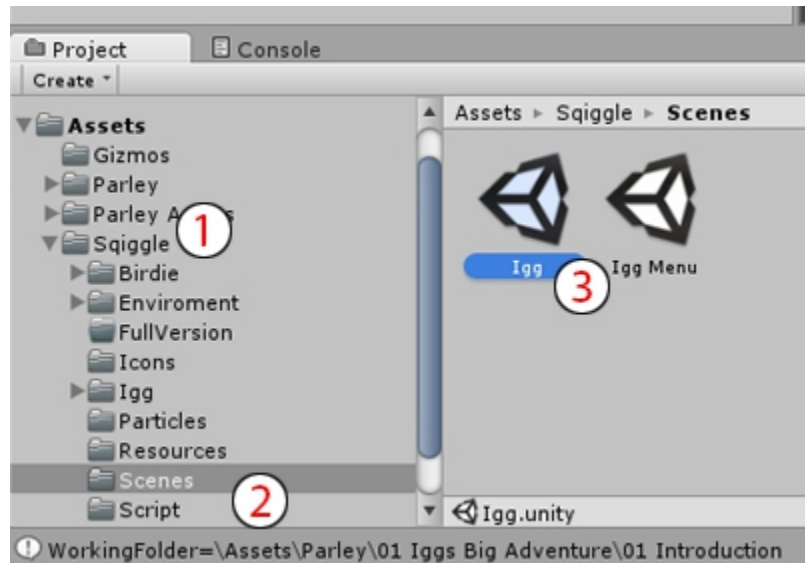 Project
Console
Create
Assets
Gizmos
Parley
Parley A
Sqiggle
1
Birdie
Enviroment
FullVersion
Icons
Igg
Particles
Resources
Scenes
Script
2
Assets Sqiggle Scenes
Igg
Igg Menu
3
Igg.unity
WorkingFolder=\Assets\Parley\01 Iggs Big Adventure\01 Introduction